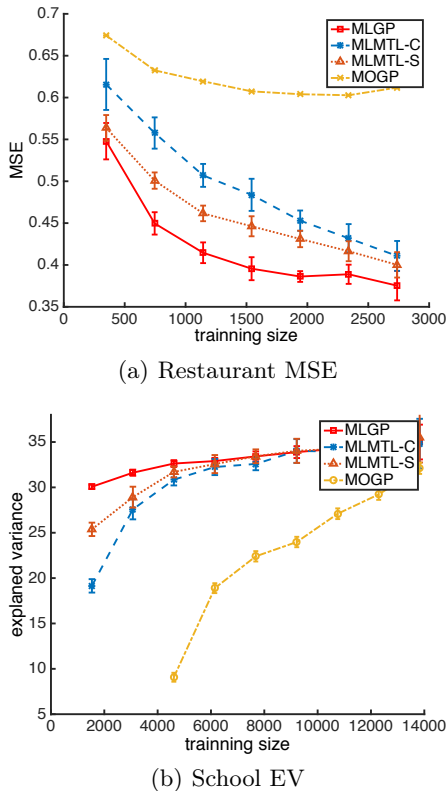 0.7
0.65
0.6
0.55
0.5
0.45
0.4
0.35
MSE
MLGP
MLMTL-C
MLMTL-S
MOGP
0 500 1000 1500 2000 2500 3000
trainning size
(a) Restaurant MSE
35
30
25
20
15
10
5
explaned variance
MLGP
MLMTL-C
MLMTL-S
MOGP
0 2000 4000 6000 8000 10000 12000 14000
trainning size
(b) School EV